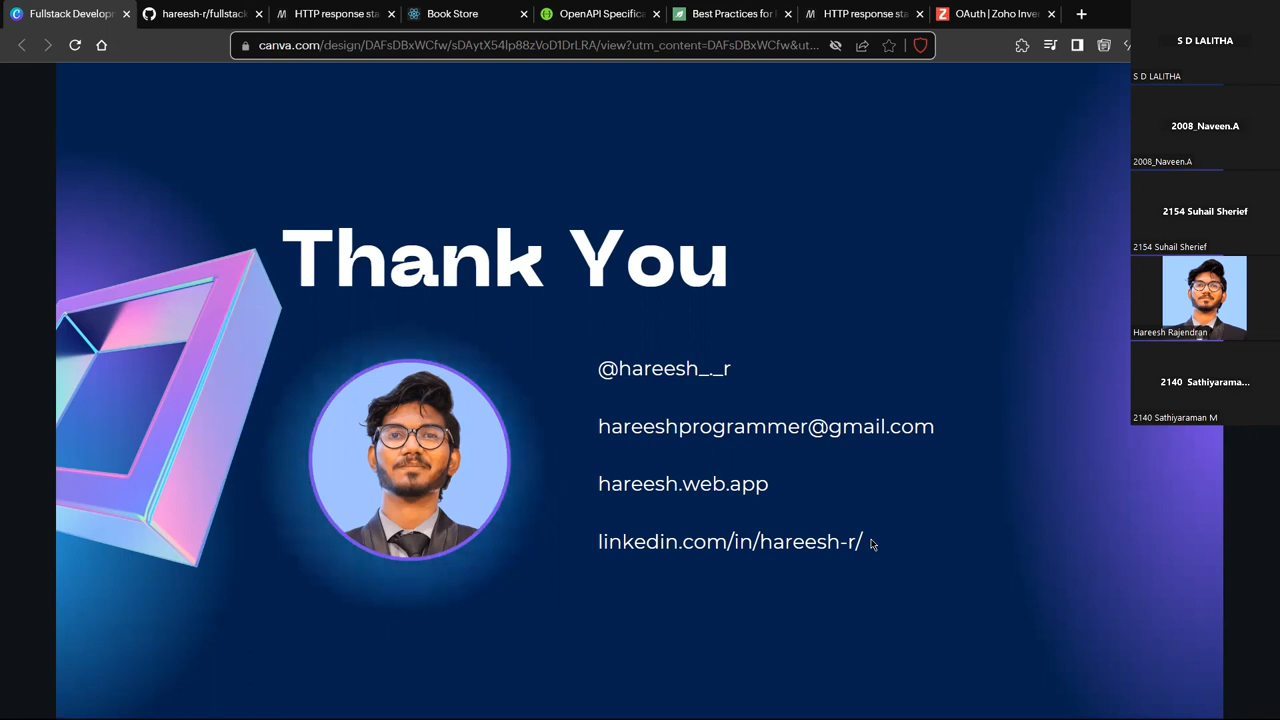 Fullstack Developr
hareesh-r/fullstack
HTTP response sta
Book Store
OpenAPI Specifica
Best Practices for
HTTP response sta
OAuth | Zoho Inver
canva.com/design/DAFsDBxWCfw/sDAytX54lp88zVoD1DrLRA/view?utm_content=DAFsDBxWCfw&ut...
S D LALITHA
S D LALITHA
2008_Naveen.A
2008_Naveen.A
2154 Suhail Sherief
2154 Suhail Sherief
Hareesh Rajendran
2140 Sathiyarama...
2140 Sathiyaraman M
Thank You
@hareesh_._r
hareeshprogrammer@gmail.com
hareesh.web.app
linkedin.com/in/hareesh-r/